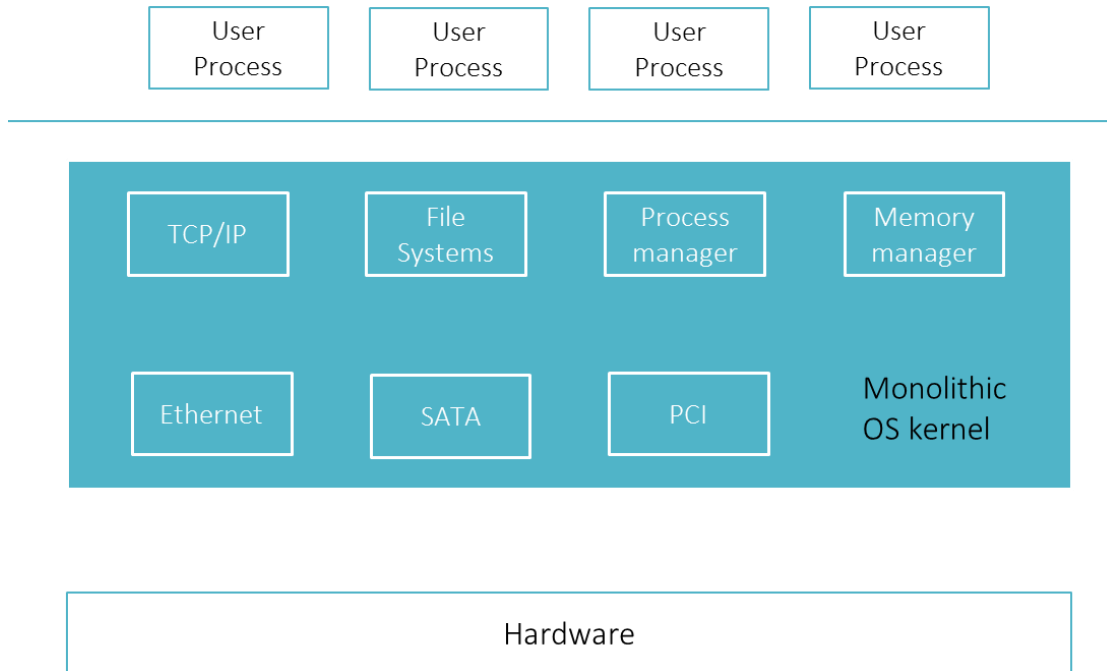 User
Process
User
Process
User
Process
User
Process
TCP/IP
File
Systems
Process
manager
Memory
manager
Ethernet
SATA
PCI
Monolithic
OS kernel
Hardware